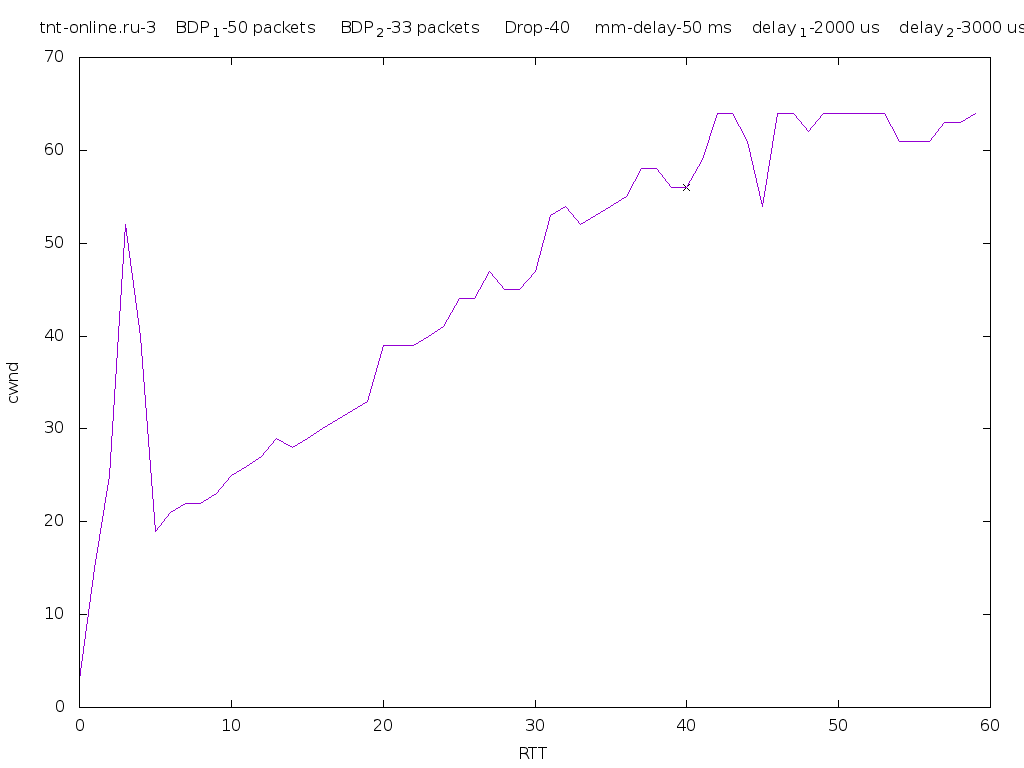 tnt-online.ru-3 BDP1-50 packets BDP2-33 packets Drop-40 mm-delay-50 ms delay1-2000 us delay2-3000 us
70
60
50
40
30
20
10
0
cwnd
0 10 20 30 40 50 60
RTT